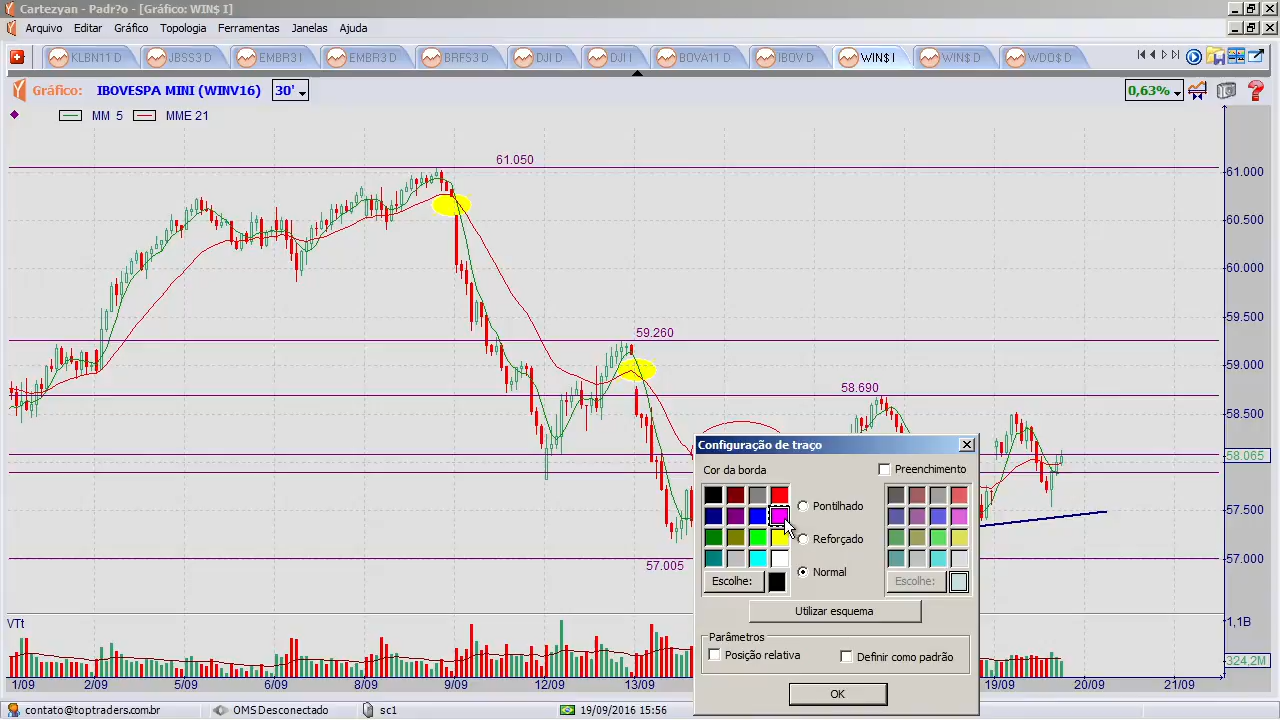 Cartezyan - Padr?o - [Gráfico: WIN$ I]
Arquivo Editar Gráfico Topologia Ferramentas Janelas Ajuda
KLBN11 D JBSS3 D EMBR3 I EMBR3 D BRFS3 D DJI D DJI I BOVA11 D IBOV D WIN$ I WIN$ D WDO$ D
Gráfico: IBOVESPA MINI (WINV16) 30' 0,63%
MM 5 MME 21
61.050
61.000
60.500
60.000
59.500
59.260
59.000
58.690
58.500
58.065
57.500
57.005
57.000
Configuração de traço
Cor da borda
Preenchimento
Pontilhado
Reforçado
Normal
Escolhe:
Escolhe:
Utilizar esquema
Parâmetros
Posição relativa
Definir como padrão
OK
VTt
1,1B
324,2M
1/09 2/09 5/09 6/09 8/09 9/09 12/09 13/09 19/09 20/09 21/09
contato@toptraders.com.br OMS Desconectado sc1 19/09/2016 15:56